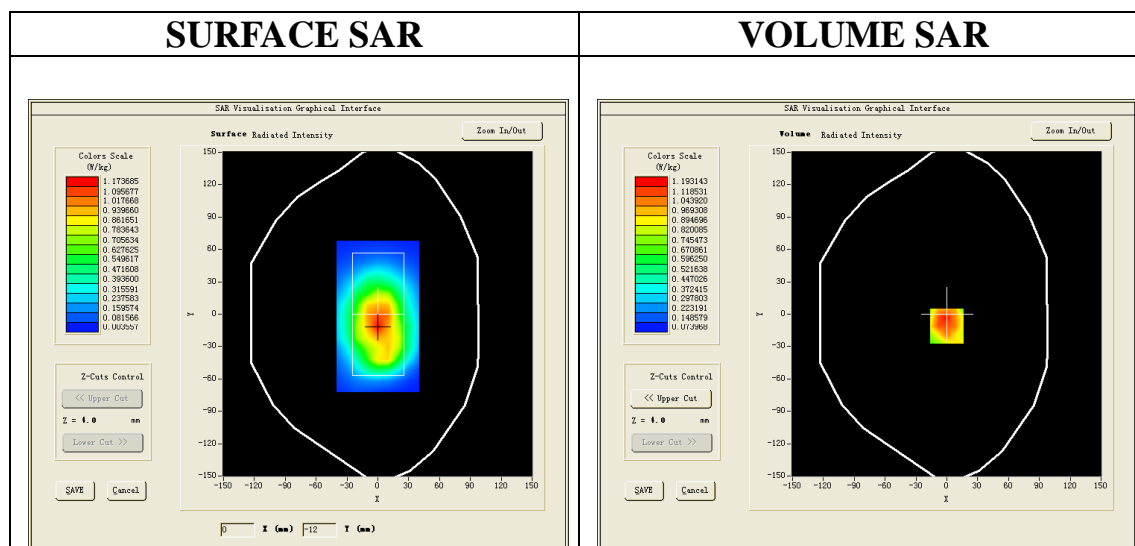 SURFACE SAR
VOLUME SAR
SAR Visualisation Graphical Interface
Surface Radiated Intensity
Zoom In/Out
Colors Scale
(W/kg)
1.173685
1.095677
1.017668
0.939660
0.861651
0.783643
0.705634
0.627625
0.549617
0.471608
0.393600
0.315591
0.237583
0.159574
0.081566
0.003557
Z-Cuts Control
<< Upper Cut
Z = 4.0 mm
Lower Cut >>
SAVE
Cancel
150
120
90
60
30
0
-30
-60
-90
-120
-150
Y
-150 -120 -90 -60 -30 0 30 60 90 120 150
X
0 X (mm) -12 Y (mm)
SAR Visualisation Graphical Interface
Volume Radiated Intensity
Zoom In/Out
Colors Scale
(W/kg)
1.193143
1.118531
1.043920
0.969308
0.894696
0.820085
0.745473
0.670861
0.596250
0.521638
0.447026
0.372415
0.297803
0.223191
0.148579
0.073968
Z-Cuts Control
<< Upper Cut
Z = 4.0 mm
Lower Cut >>
SAVE
Cancel
150
120
90
60
30
0
-30
-60
-90
-120
-150
Y
-150 -120 -90 -60 -30 0 30 60 90 120 150
X